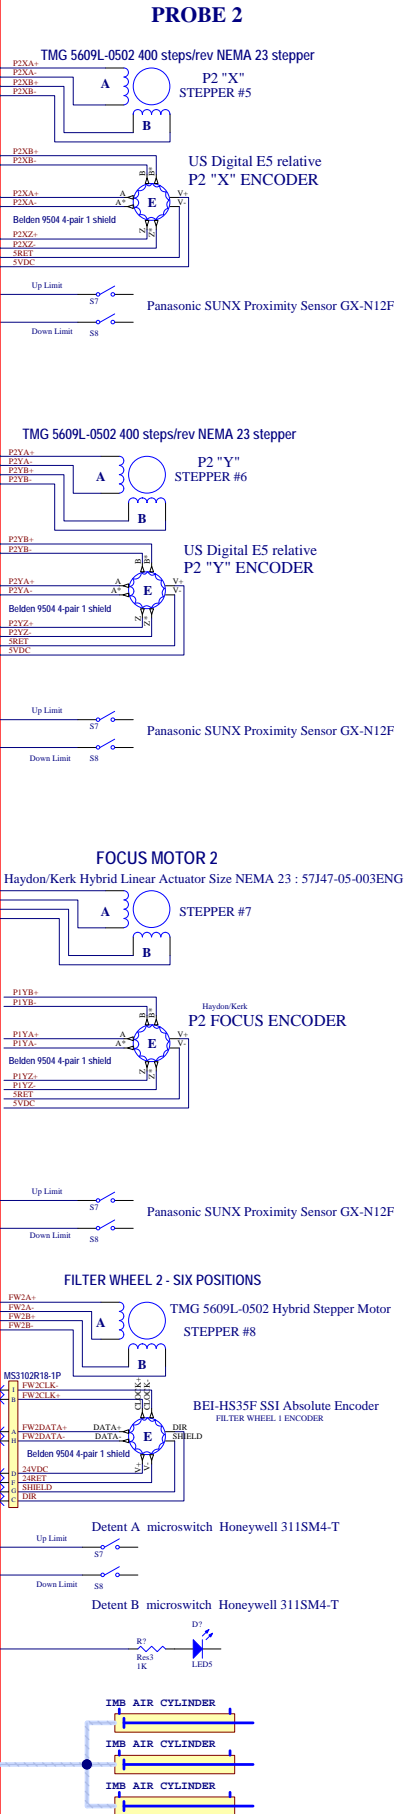 PROBE 2
TMG 5609L-0502 400 steps/rev NEMA 23 stepper
P2XA+
P2XA-
P2XB+
P2XB-
A
P2 "X"
STEPPER #5
B
P2XB+
P2XB-
US Digital E5 relative
P2 "X" ENCODER
B
B*
P2XA+
P2XA-
A
A*
E
V+
V-
Belden 9504 4-pair 1 shield
Z
Z*
P2XZ+
P2XZ-
5RET
5VDC
Up Limit
S7
Panasonic SUNX Proximity Sensor GX-N12F
Down Limit
S8
TMG 5609L-0502 400 steps/rev NEMA 23 stepper
P2YA+
P2YA-
P2YB+
P2YB-
A
P2 "Y"
STEPPER #6
B
P2YB+
P2YB-
US Digital E5 relative
P2 "Y" ENCODER
B
B*
P2YA+
P2YA-
A
A*
E
V+
V-
Belden 9504 4-pair 1 shield
Z
Z*
P2YZ+
P2YZ-
5RET
5VDC
Up Limit
S7
Panasonic SUNX Proximity Sensor GX-N12F
Down Limit
S8
FOCUS MOTOR 2
Haydon/Kerk Hybrid Linear Actuator Size NEMA 23 : 57J47-05-003ENG
A
STEPPER #7
B
P1YB+
P1YB-
Haydon/Kerk
P2 FOCUS ENCODER
B
B*
P1YA+
P1YA-
A
A*
E
V+
V-
Belden 9504 4-pair 1 shield
Z
Z*
P1YZ+
P1YZ-
5RET
5VDC
Up Limit
S7
Panasonic SUNX Proximity Sensor GX-N12F
Down Limit
S8
FILTER WHEEL 2 - SIX POSITIONS
FW2A+
FW2A-
FW2B+
FW2B-
A
TMG 5609L-0502 Hybrid Stepper Motor
STEPPER #8
B
MS3102R18-1P
I
FW2CLK-
B
FW2CLK+
CLOCK+
CLOCK-
BEI-HS35F SSI Absolute Encoder
FILTER WHEEL 1 ENCODER
A
FW2DATA+
DATA+
H
FW2DATA-
DATA-
E
DIR
SHIELD
Belden 9504 4-pair 1 shield
V+
V-
D
24VDC
F
24RET
G
SHIELD
C
DIR
Detent A microswitch Honeywell 311SM4-T
Up Limit
S7
Down Limit
S8
Detent B microswitch Honeywell 311SM4-T
R?
Res3
1K
D?
LED5
IMB AIR CYLINDER
IMB AIR CYLINDER
IMB AIR CYLINDER